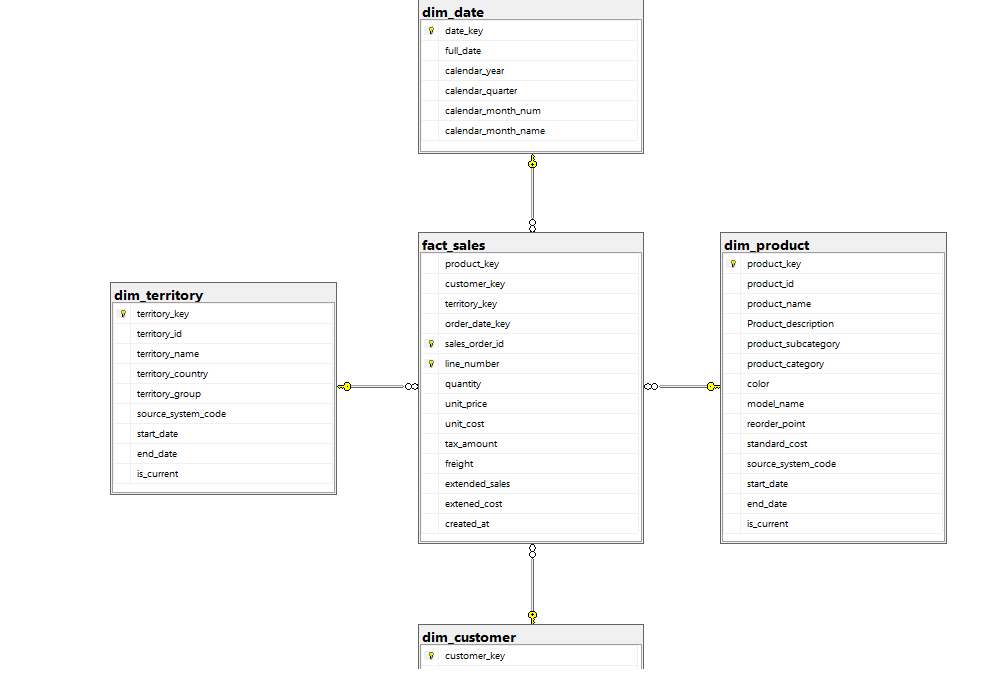 dim_date
date_key
full_date
calendar_year
calendar_quarter
calendar_month_num
calendar_month_name
dim_territory
territory_key
territory_id
territory_name
territory_country
territory_group
source_system_code
start_date
end_date
is_current
fact_sales
product_key
customer_key
territory_key
order_date_key
sales_order_id
line_number
quantity
unit_price
unit_cost
tax_amount
freight
extended_sales
extened_cost
created_at
dim_product
product_key
product_id
product_name
Product_description
product_subcategory
product_category
color
model_name
reorder_point
standard_cost
source_system_code
start_date
end_date
is_current
dim_customer
customer_key